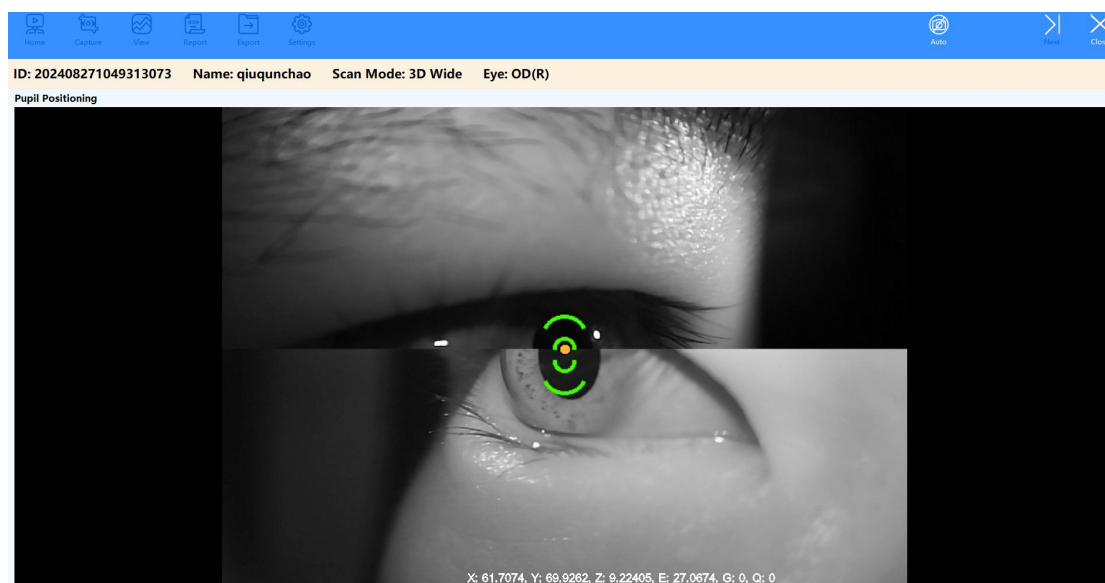 Home Capture View Report Export Settings Auto Next Clos
ID: 202408271049313073 Name: qiuqunchao Scan Mode: 3D Wide Eye: OD(R)
Pupil Positioning
X: 61.7074, Y: 69.9262, Z: 9.22405, E: 27.0674, G: 0, Q: 0